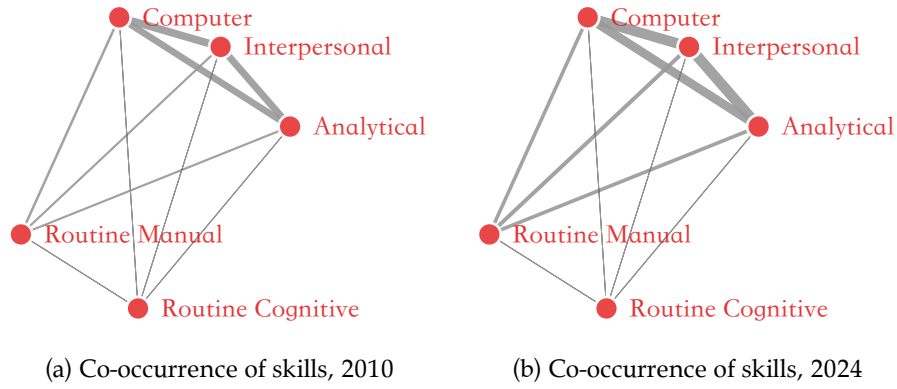 Computer
Interpersonal
Analytical
Routine Manual
Routine Cognitive
(a) Co-occurrence of skills, 2010
Computer
Interpersonal
Analytical
Routine Manual
Routine Cognitive
(b) Co-occurrence of skills, 2024